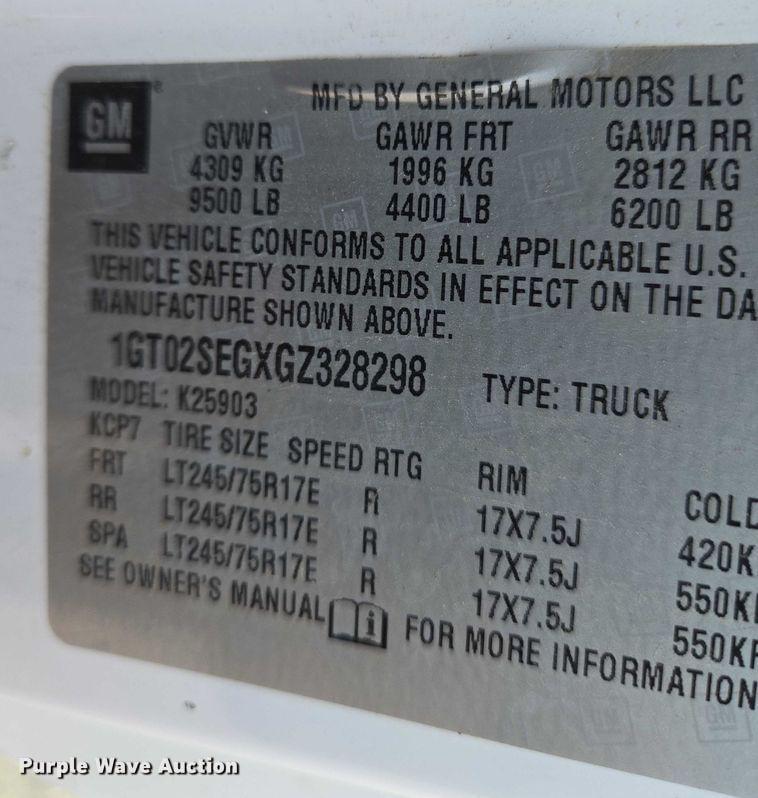 GM
MFD BY GENERAL MOTORS LLC
GVWR GAWR FRT GAWR RR
4309 KG 1996 KG 2812 KG
9500 LB 4400 LB 6200 LB
THIS VEHICLE CONFORMS TO ALL APPLICABLE U.S.
VEHICLE SAFETY STANDARDS IN EFFECT ON THE DA
MANUFACTURE SHOWN ABOVE.
1GT02SEGXGZ328298 TYPE: TRUCK
MODEL: K25903
KCP7 TIRE SIZE SPEED RTG RIM COLD
FRT LT245/75R17E R 17X7.5J 420K
RR LT245/75R17E R 17X7.5J 550K
SPA LT245/75R17E R 17X7.5J 550K
SEE OWNER'S MANUAL FOR MORE INFORMATION
Purple Wave Auction